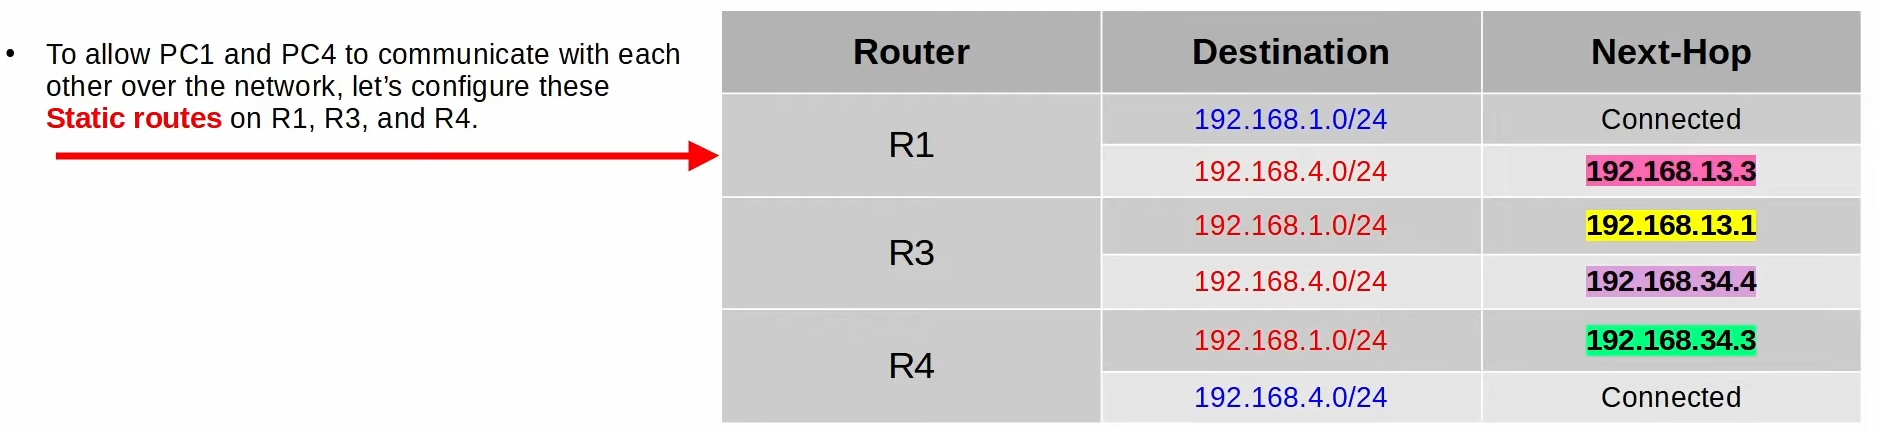 • To allow PC1 and PC4 to communicate with each
other over the network, let’s configure these
Static routes on R1, R3, and R4.
Router Destination Next-Hop
R1 192.168.1.0/24 Connected
192.168.4.0/24 192.168.13.3
R3 192.168.1.0/24 192.168.13.1
192.168.4.0/24 192.168.34.4
R4 192.168.1.0/24 192.168.34.3
192.168.4.0/24 Connected